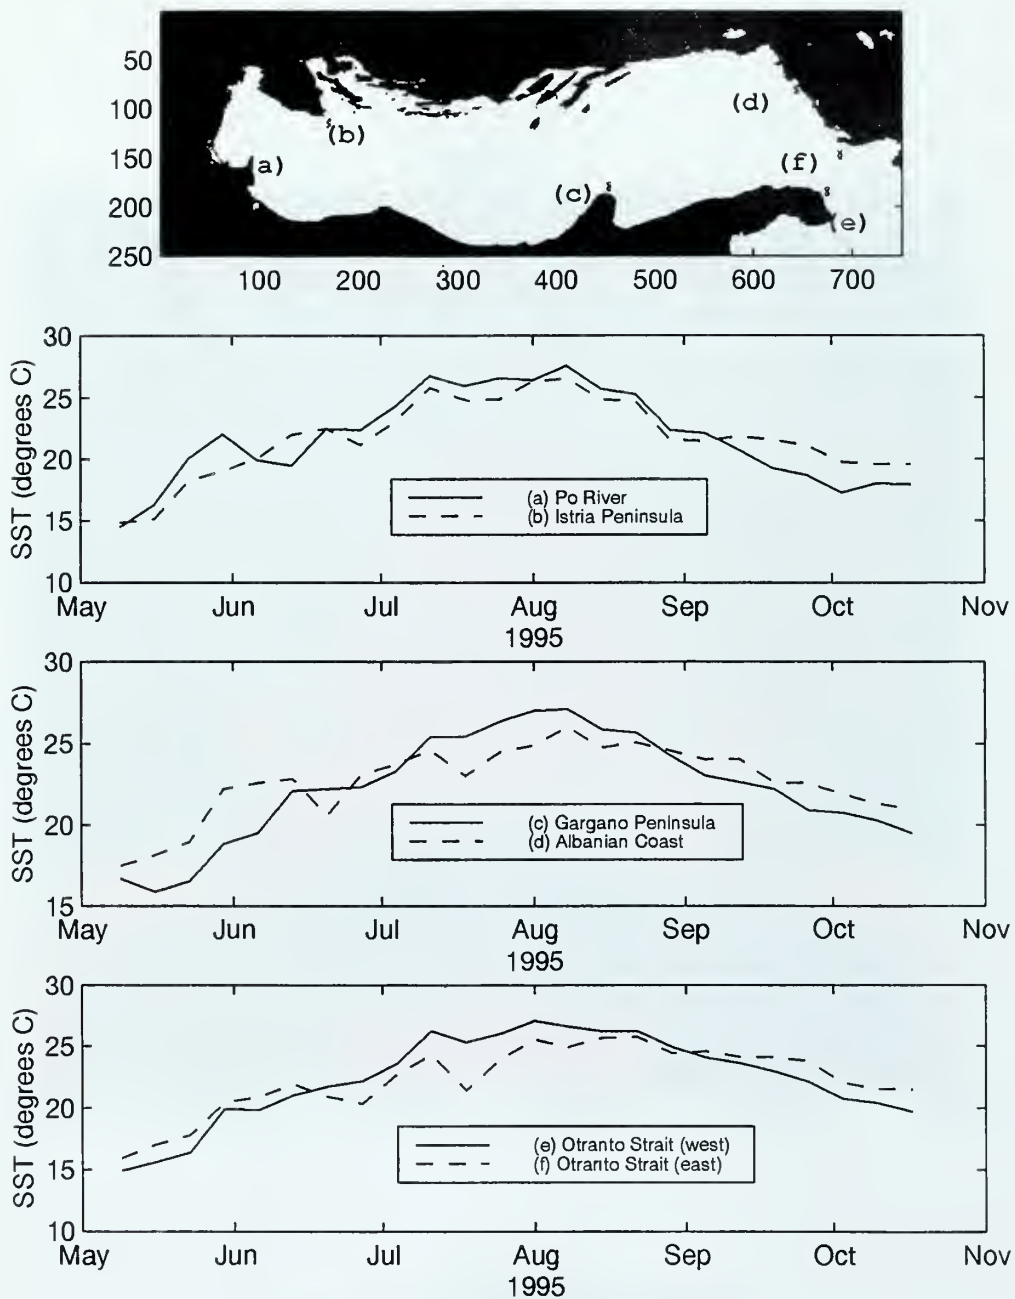 50
100
150
200
250
(a)
(b)
(c)
(d)
(e)
(f)
100 200 300 400 500 600 700
30
25
20
15
10
SST (degrees C)
(a) Po River
(b) Istria Peninsula
May Jun Jul Aug Sep Oct Nov
1995
30
25
20
15
SST (degrees C)
(c) Gargano Peninsula
(d) Albanian Coast
May Jun Jul Aug Sep Oct Nov
1995
30
25
20
15
10
SST (degrees C)
(e) Otranto Strait (west)
(f) Otranto Strait (east)
May Jun Jul Aug Sep Oct Nov
1995